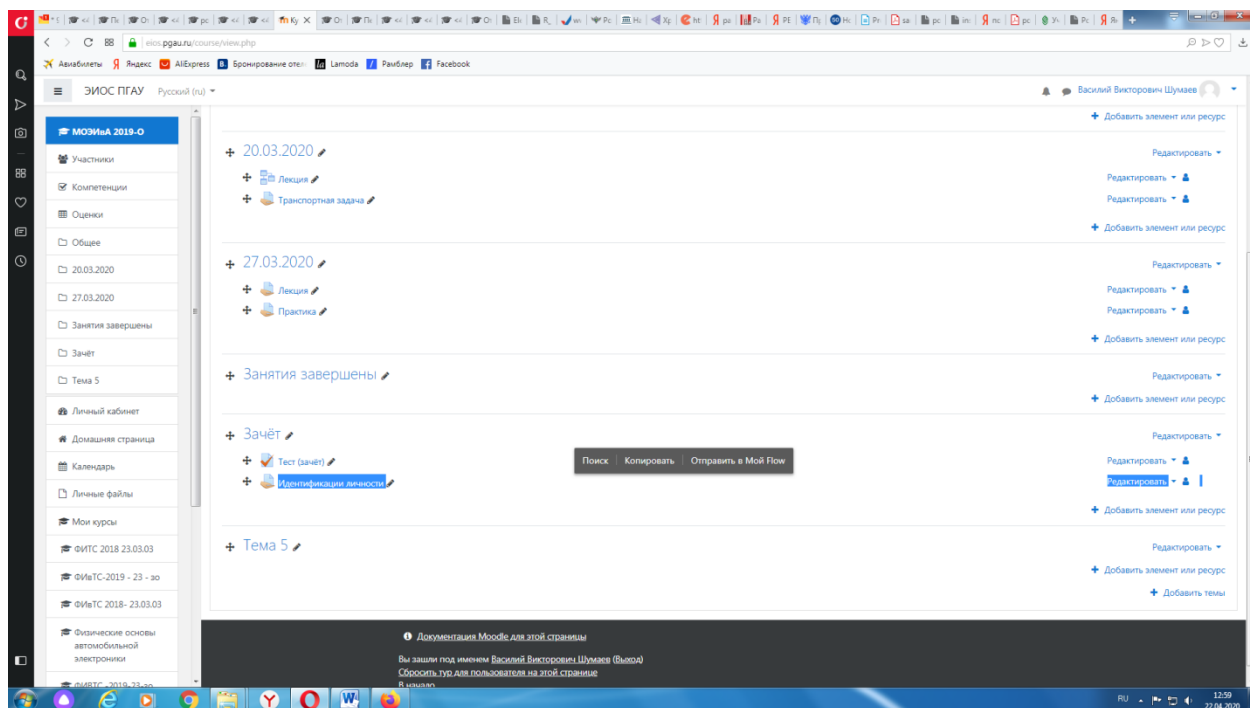 eios.pgau.ru/course/view.php
Авиабилеты Яндекс AliExpress Бронирование отел Lamoda Рамблер Facebook
ЭИОС ПГАУ Русский (ru)
Василий Викторович Шумаев
МОЭИвА 2019-О
Участники
Компетенции
Оценки
Общее
20.03.2020
27.03.2020
Занятия завершены
Зачёт
Тема 5
Личный кабинет
Домашняя страница
Календарь
Личные файлы
Мои курсы
ФИТС 2018 23.03.03
ФИвТС-2019 - 23 - зо
ФИвТС 2018- 23.03.03
Физические основы
автомобильной
электроники
Добавить элемент или ресурс
20.03.2020 Редактировать
Лекция Редактировать
Транспортная задача Редактировать
Добавить элемент или ресурс
27.03.2020 Редактировать
Лекция Редактировать
Практика Редактировать
Добавить элемент или ресурс
Занятия завершены Редактировать
Добавить элемент или ресурс
Зачёт Редактировать
Поиск Копировать Отправить в Мой Flow
Тест (зачёт) Редактировать
Идентификации личности Редактировать
Добавить элемент или ресурс
Тема 5 Редактировать
Добавить элемент или ресурс
Добавить темы
Документация Moodle для этой страницы
Вы зашли под именем Василий Викторович Шумаев (Выход)
Сбросить тур для пользователя на этой странице
В начало
RU
12:59
22.04.2020